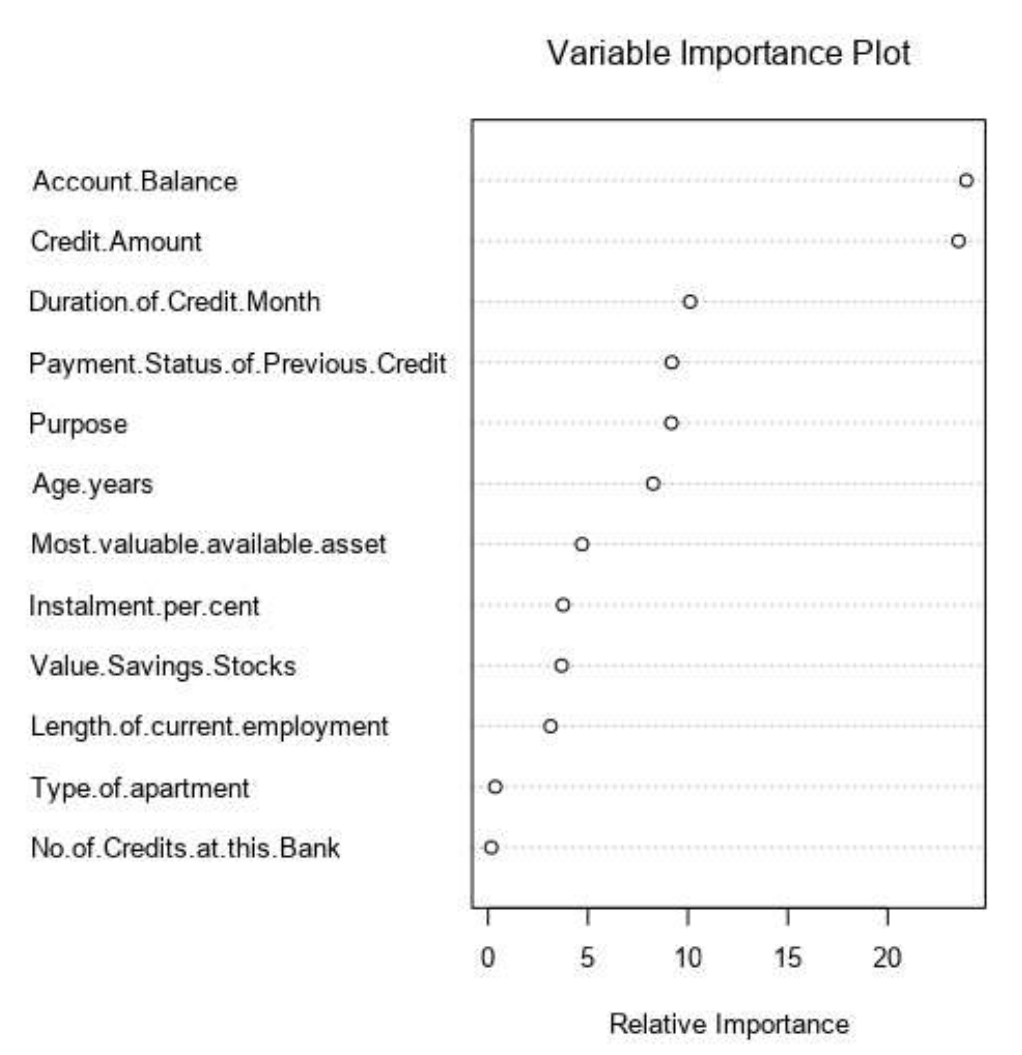 Variable Importance Plot
Account.Balance
Credit.Amount
Duration.of.Credit.Month
Payment.Status.of.Previous.Credit
Purpose
Age.years
Most.valuable.available.asset
Instalment.per.cent
Value.Savings.Stocks
Length.of.current.employment
Type.of.apartment
No.of.Credits.at.this.Bank
0 5 10 15 20
Relative Importance